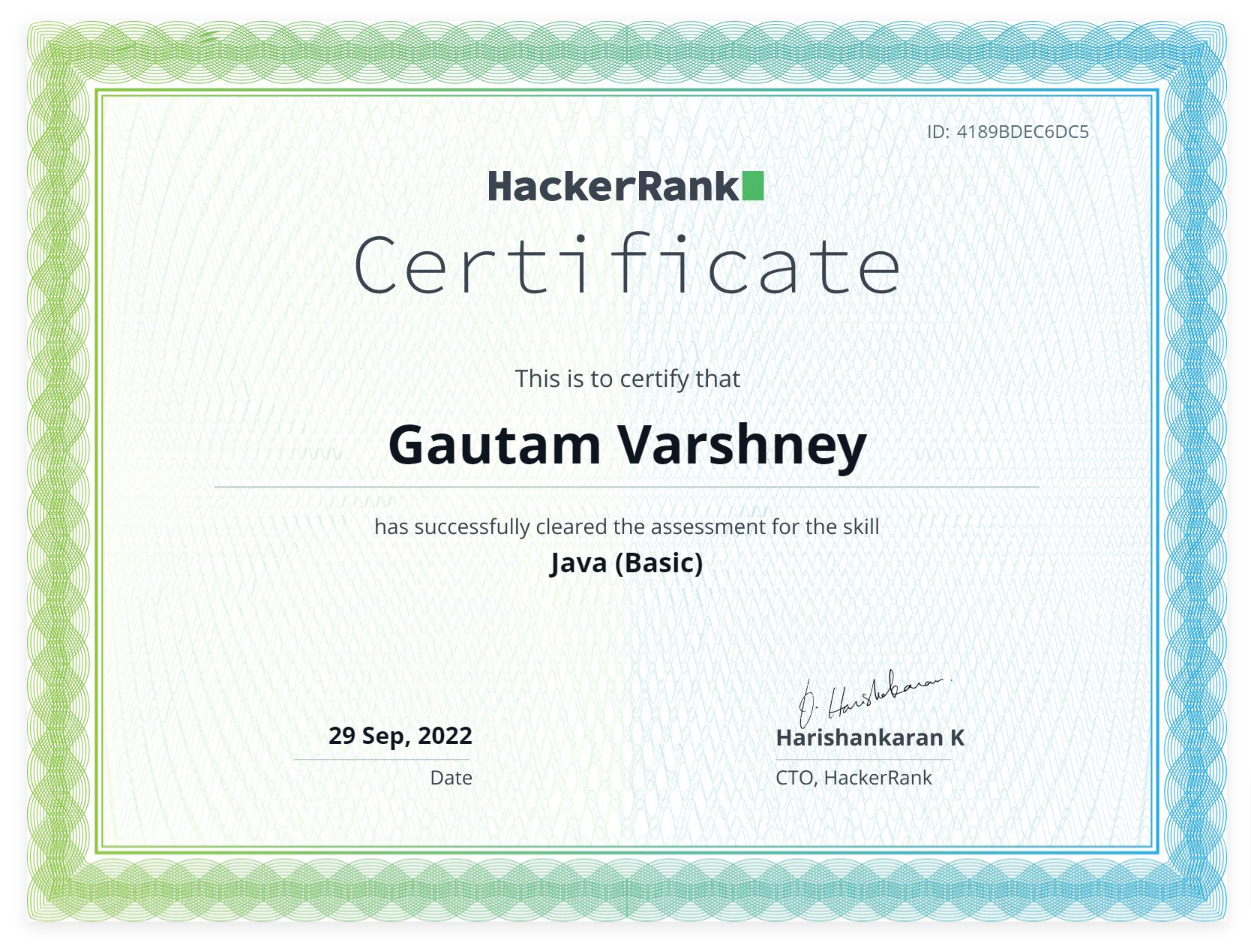 ID: 4189BDEC6DC5
HackerRank
Certificate
This is to certify that
Gautam Varshney
has successfully cleared the assessment for the skill
Java (Basic)
29 Sep, 2022
Date
J. Harishankaran.
Harishankaran K
CTO, HackerRank